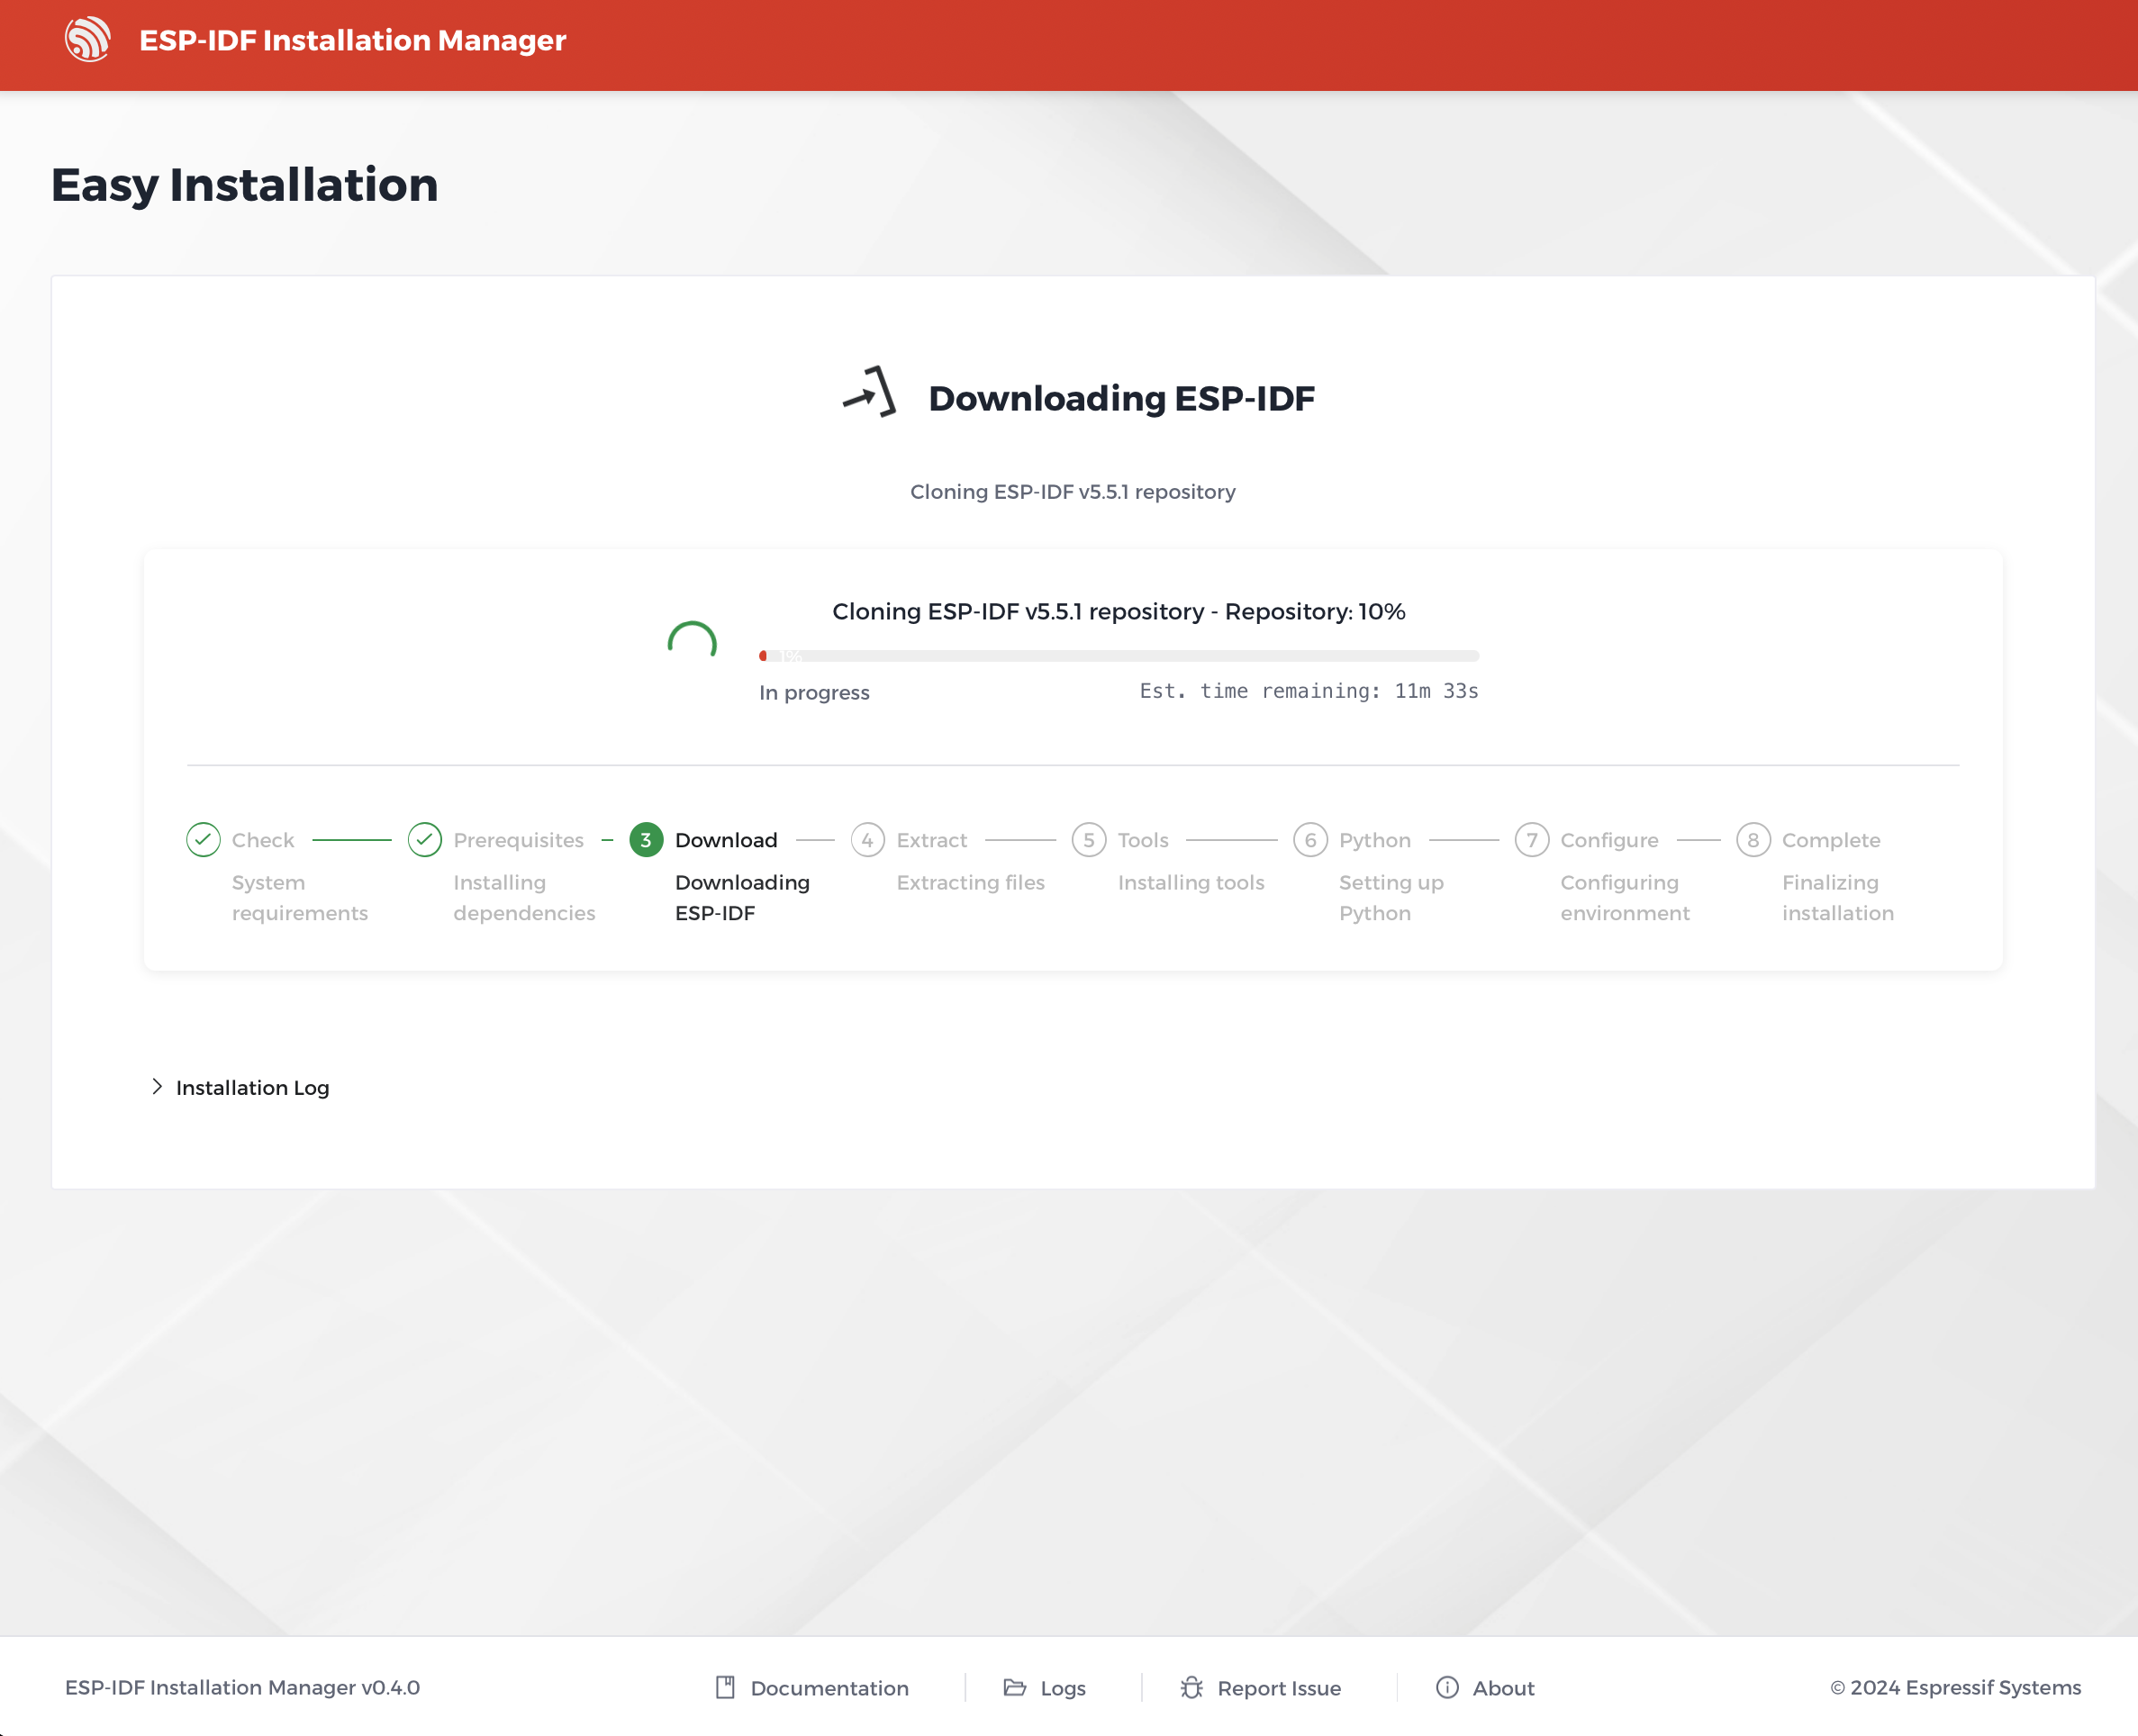 ESP-IDF Installation Manager
Easy Installation
Downloading ESP-IDF
Cloning ESP-IDF v5.5.1 repository
Cloning ESP-IDF v5.5.1 repository - Repository: 10%
1%
In progress
Est. time remaining: 11m 33s
Check
System
requirements
Prerequisites
Installing
dependencies
3
Download
Downloading
ESP-IDF
4
Extract
Extracting files
5
Tools
Installing tools
6
Python
Setting up
Python
7
Configure
Configuring
environment
8
Complete
Finalizing
installation
Installation Log
ESP-IDF Installation Manager v0.4.0
Documentation
Logs
Report Issue
About
© 2024 Espressif Systems